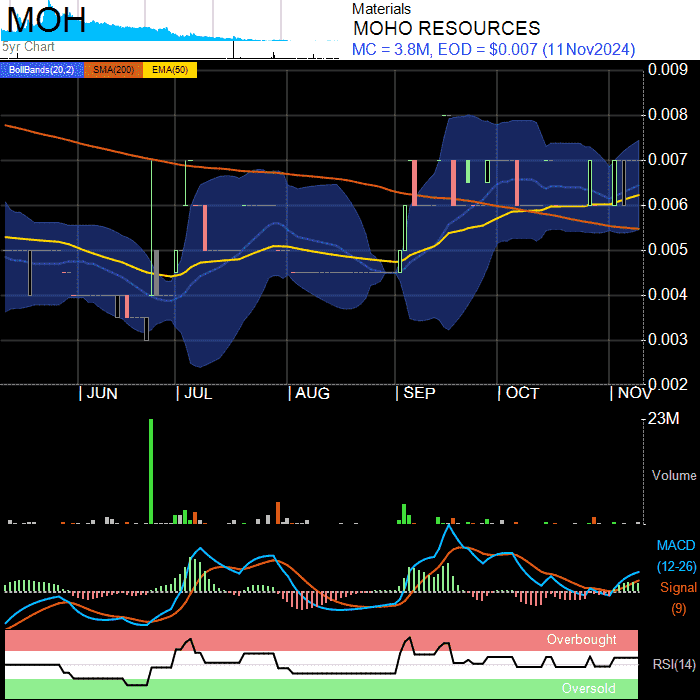 MOH
5yr Chart
Materials
MOHO RESOURCES
MC = 3.8M, EOD = $0.007 (11Nov2024)
BollBands(20,2) SMA(200) EMA(50)
0.009
0.008
0.007
0.006
0.005
0.004
0.003
0.002
| JUN | JUL | AUG | SEP | OCT | NOV
23M
Volume
MACD
(12-26)
Signal
(9)
Overbought
RSI(14)
Oversold